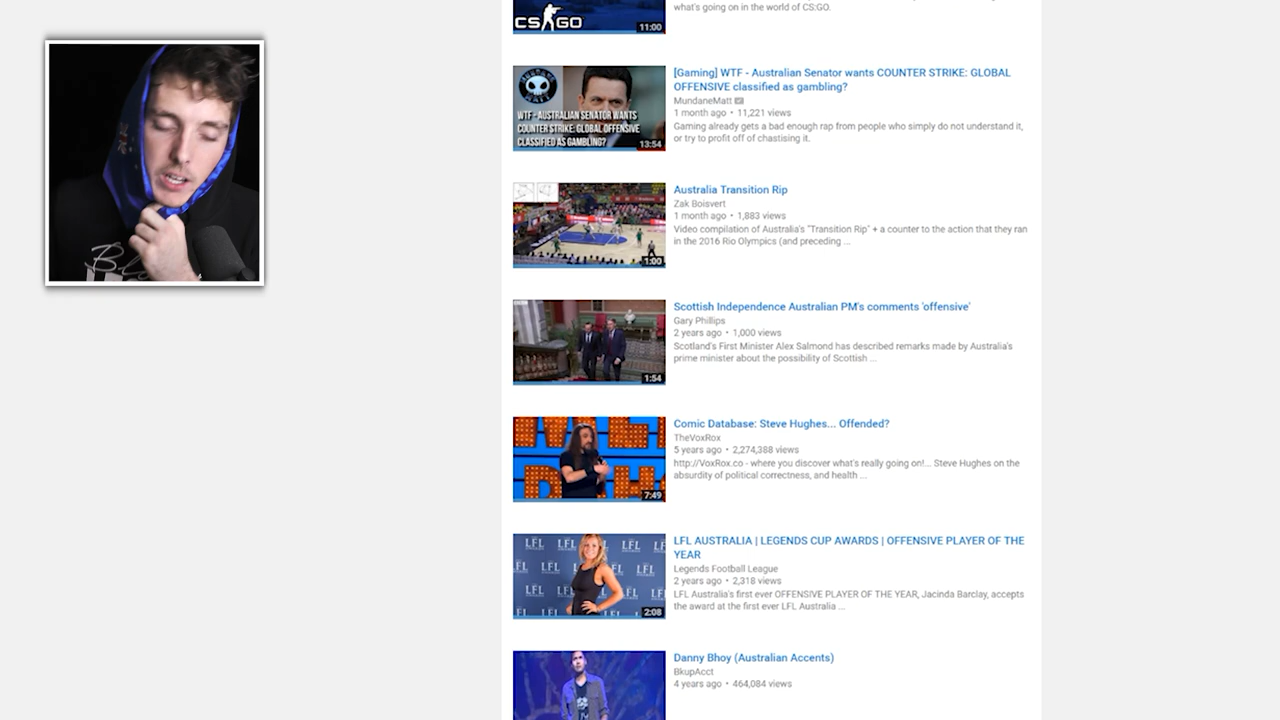 what's going on in the world of CS:GO.
CS GO
11:00
[Gaming] WTF - Australian Senator wants COUNTER STRIKE: GLOBAL
OFFENSIVE classified as gambling?
MundaneMatt
1 month ago • 11,221 views
Gaming already gets a bad enough rap from people who simply do not understand it,
or try to profit off of chastising it.
MUNDANE
MATT
WTF - AUSTRALIAN SENATOR WANTS
COUNTER STRIKE: GLOBAL OFFENSIVE
CLASSIFIED AS GAMBLING?
13:54
Australia Transition Rip
Zak Boisvert
1 month ago • 1,883 views
Video compilation of Australia's "Transition Rip" + a counter to the action that they ran
in the 2016 Rio Olympics (and preceding ...
1:00
Scottish Independence Australian PM's comments 'offensive'
Gary Phillips
2 years ago • 1,000 views
Scotland's First Minister Alex Salmond has described remarks made by Australia's
prime minister about the possibility of Scottish ...
1:54
Comic Database: Steve Hughes... Offended?
TheVoxRox
5 years ago • 2,274,388 views
http://VoxRox.co - where you discover what's really going on!... Steve Hughes on the
absurdity of political correctness, and health ...
7:49
LFL AUSTRALIA | LEGENDS CUP AWARDS | OFFENSIVE PLAYER OF THE
YEAR
Legends Football League
2 years ago • 2,318 views
LFL Australia's first ever OFFENSIVE PLAYER OF THE YEAR, Jacinda Barclay, accepts
the award at the first ever LFL Australia ...
LFL LFL LFL
2:08
Danny Bhoy (Australian Accents)
BkupAcct
4 years ago • 464,084 views